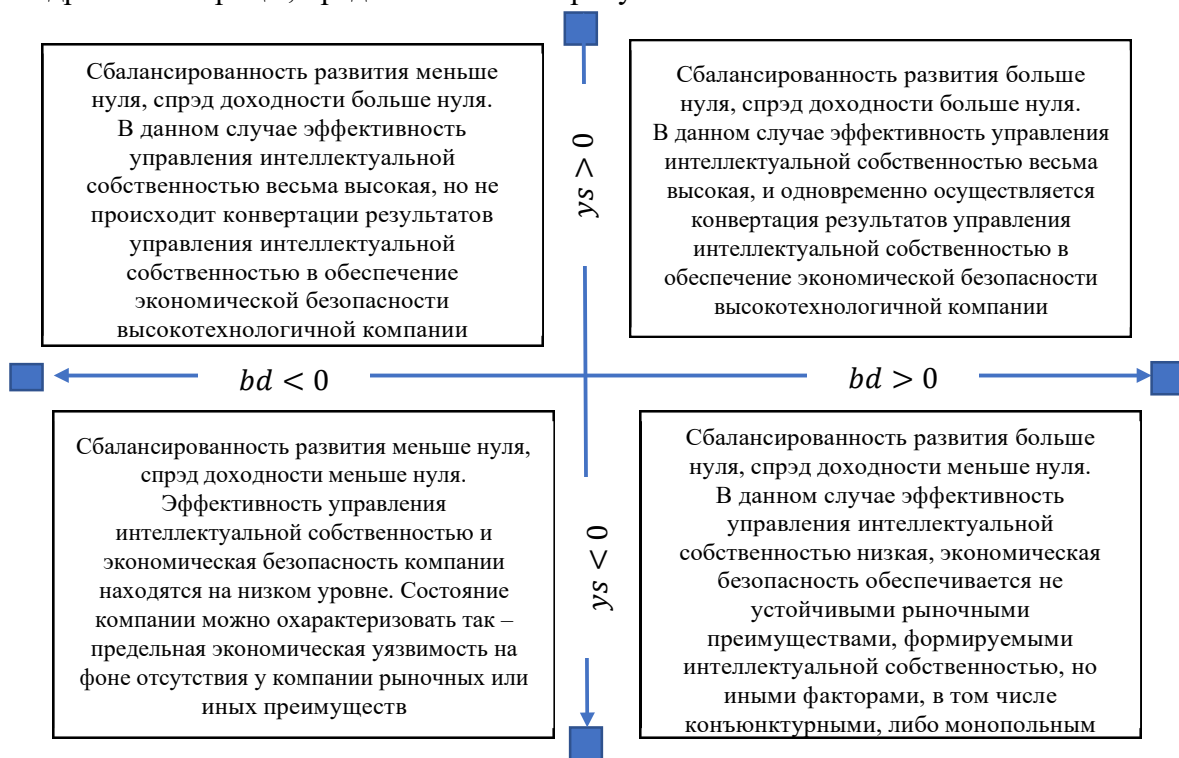 Сбалансированность развития меньше
нуля, спрэд доходности больше нуля.
В данном случае эффективность
управления интеллектуальной
собственностью весьма высокая, но не
происходит конвертации результатов
управления интеллектуальной
собственностью в обеспечение
экономической безопасности
высокотехнологичной компании
ys > 0
Сбалансированность развития больше
нуля, спрэд доходности больше нуля.
В данном случае эффективность управления
интеллектуальной собственностью весьма
высокая, и одновременно осуществляется
конвертация результатов управления
интеллектуальной собственностью в
обеспечение экономической безопасности
высокотехнологичной компании
bd < 0
bd > 0
Сбалансированность развития меньше нуля,
спрэд доходности меньше нуля.
Эффективность управления
интеллектуальной собственностью и
экономическая безопасность компании
находятся на низком уровне. Состояние
компании можно охарактеризовать так –
предельная экономическая уязвимость на
фоне отсутствия у компании рыночных или
иных преимуществ
ys < 0
Сбалансированность развития больше
нуля, спрэд доходности меньше нуля.
В данном случае эффективность
управления интеллектуальной
собственностью низкая, экономическая
безопасность обеспечивается не
устойчивыми рыночными
преимуществами, формируемыми
интеллектуальной собственностью, но
иными факторами, в том числе
конъюнктурными, либо монопольным